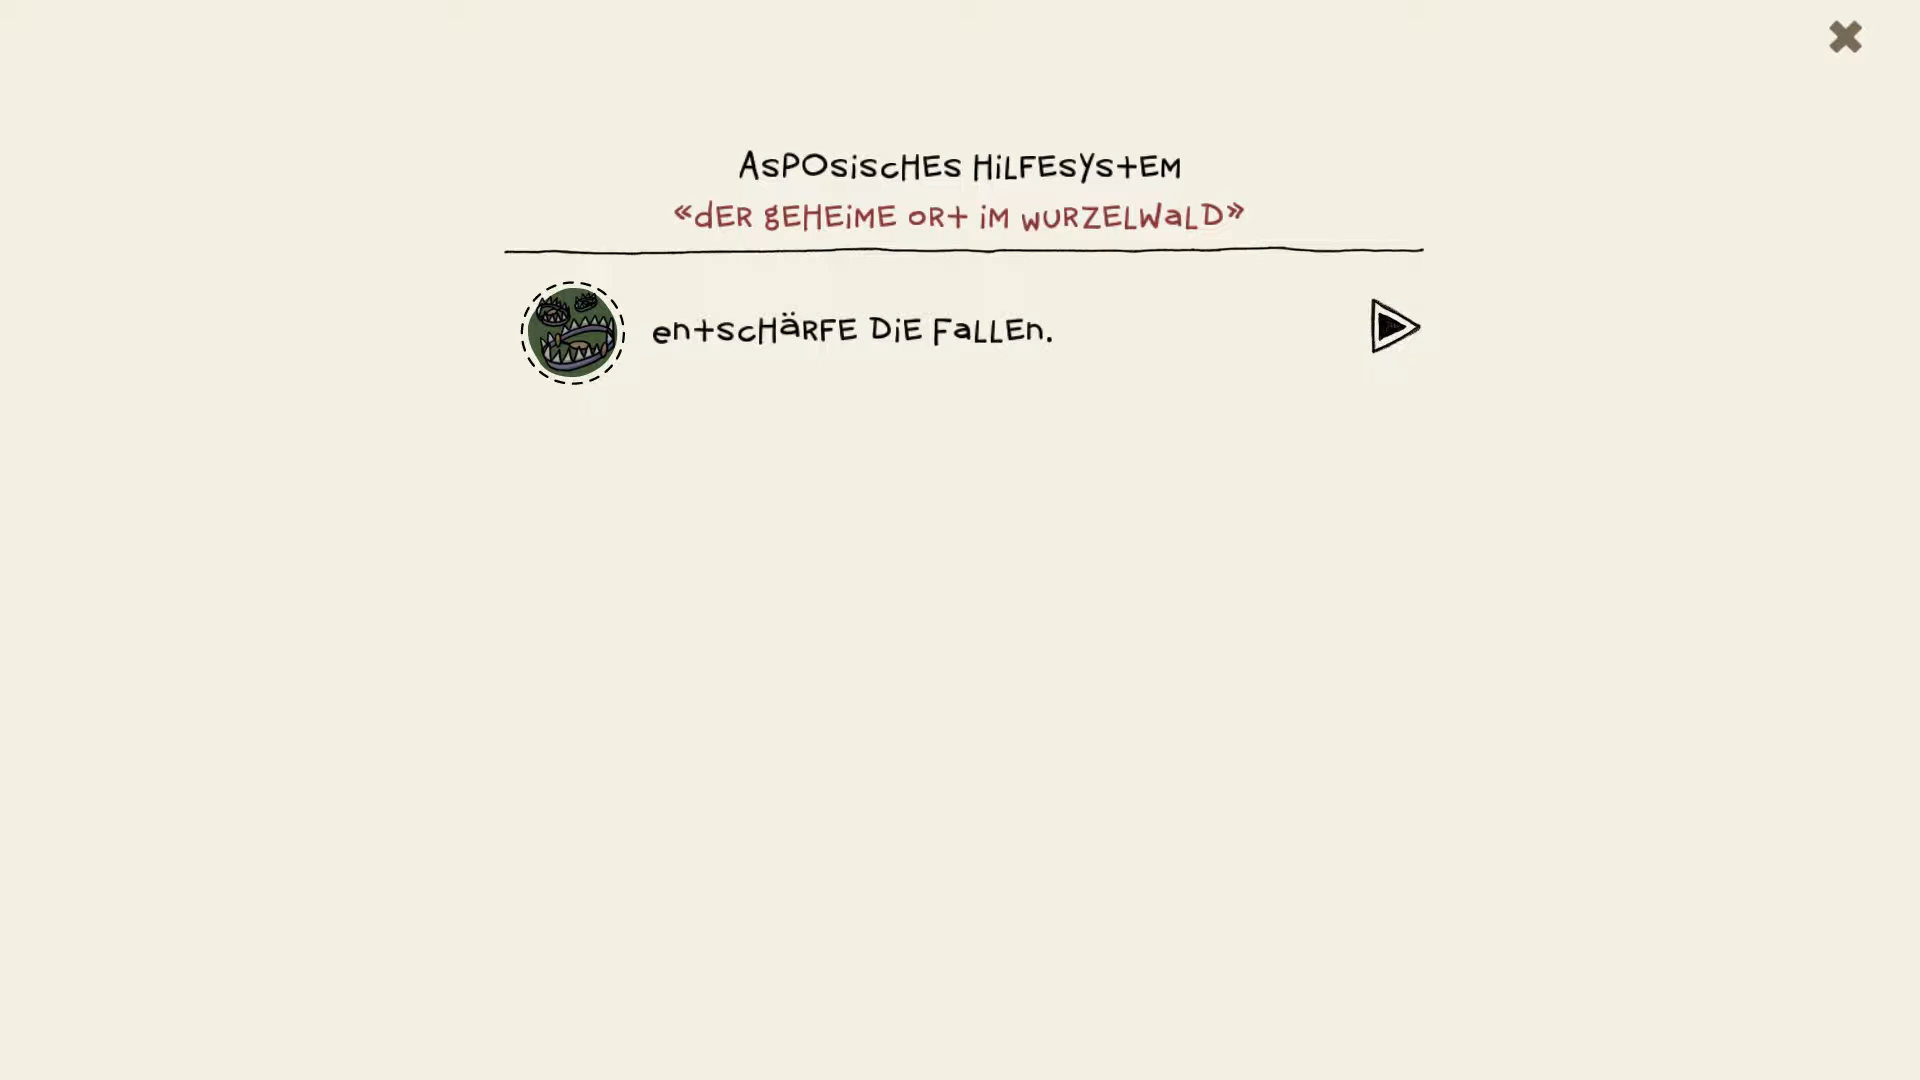 Asposisches Hilfesystem
«der geheime Ort im Wurzelwald»
entschärfe die Fallen.